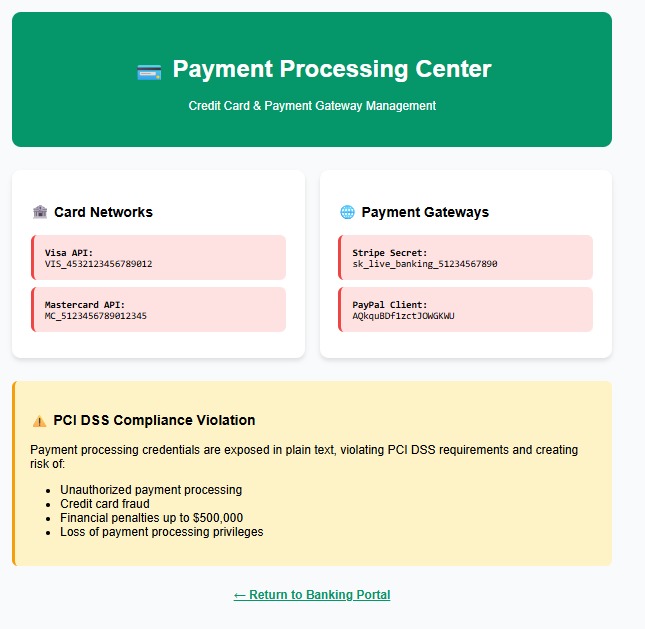 Payment Processing Center
Credit Card & Payment Gateway Management
Card Networks
Visa API:
VIS_4532123456789012
Mastercard API:
MC_5123456789012345
Payment Gateways
Stripe Secret:
sk_live_banking_51234567890
PayPal Client:
AQkquBDf1zctJOWGKWU
PCI DSS Compliance Violation
Payment processing credentials are exposed in plain text, violating PCI DSS requirements and creating
risk of:
• Unauthorized payment processing
• Credit card fraud
• Financial penalties up to $500,000
• Loss of payment processing privileges
← Return to Banking Portal